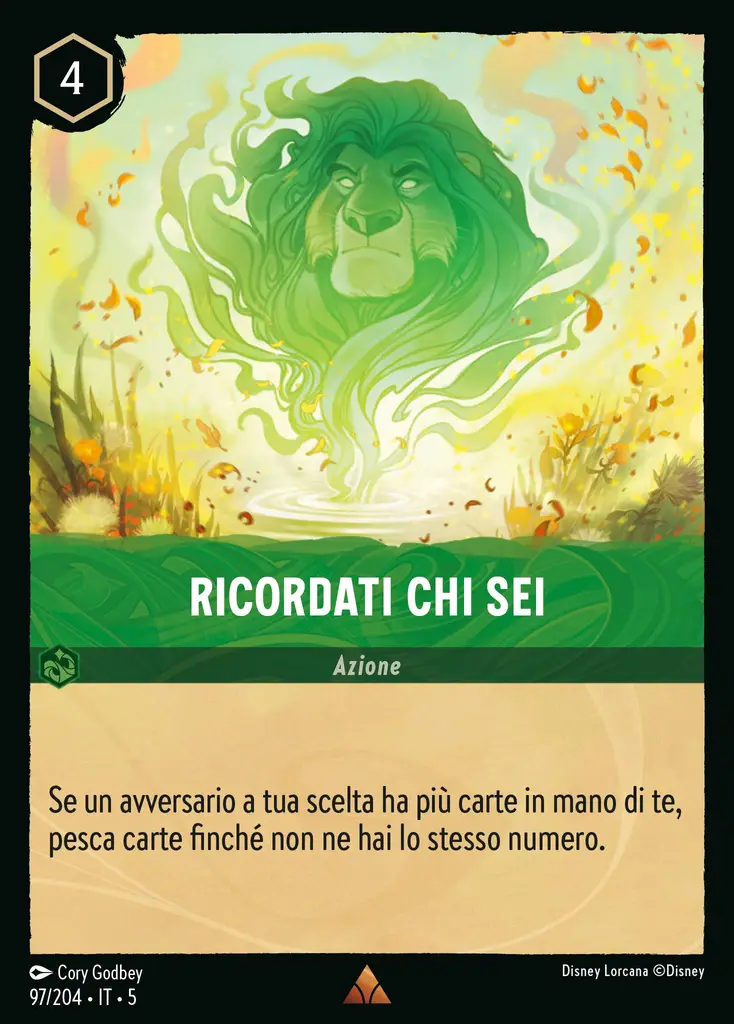 4
RICORDATI CHI SEI
Azione
Se un avversario a tua scelta ha più carte in mano di te,
pesca carte finché non ne hai lo stesso numero.
Cory Godbey
Disney Lorcana ©Disney
97/204 • IT • 5